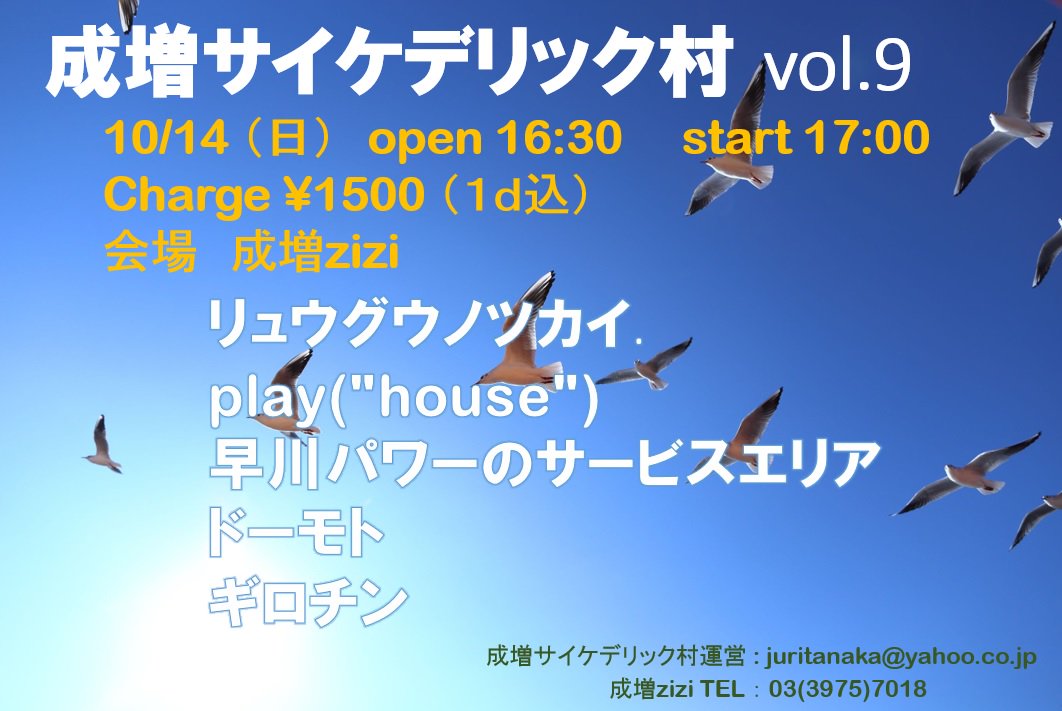 成増サイケデリック村 vol.9
10/14（日） open 16:30 start 17:00
Charge ¥1500（１ｄ込）
会場　成増zizi
リュウグウノツカイ.
play("house")
早川パワーのサービスエリア
ドーモト
ギロチン
成増サイケデリック村運営：juritanaka@yahoo.co.jp
成増zizi TEL：03(3975)7018